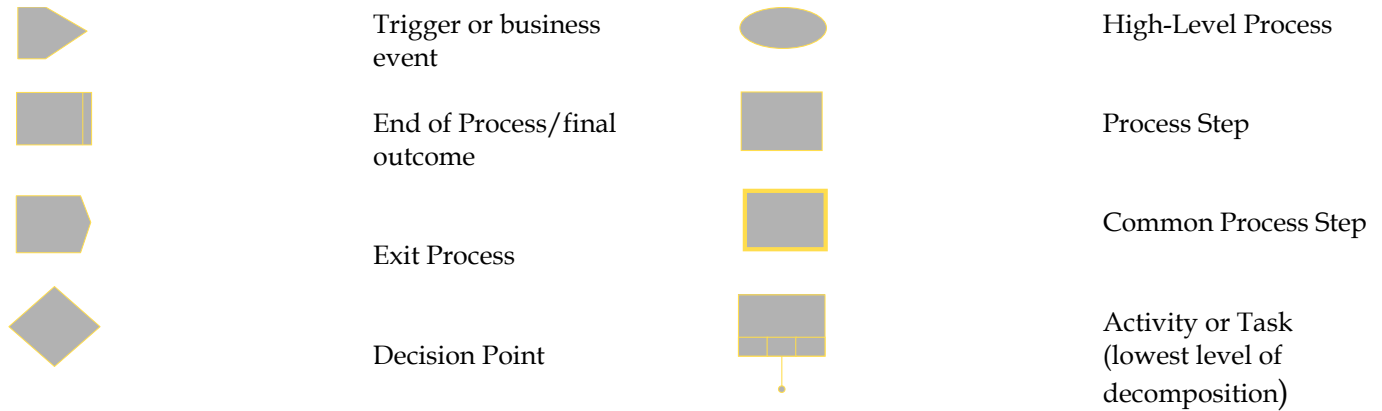 Trigger or business
event
High-Level Process
End of Process/final
outcome
Process Step
Exit Process
Common Process Step
Decision Point
Activity or Task
(lowest level of
decomposition)